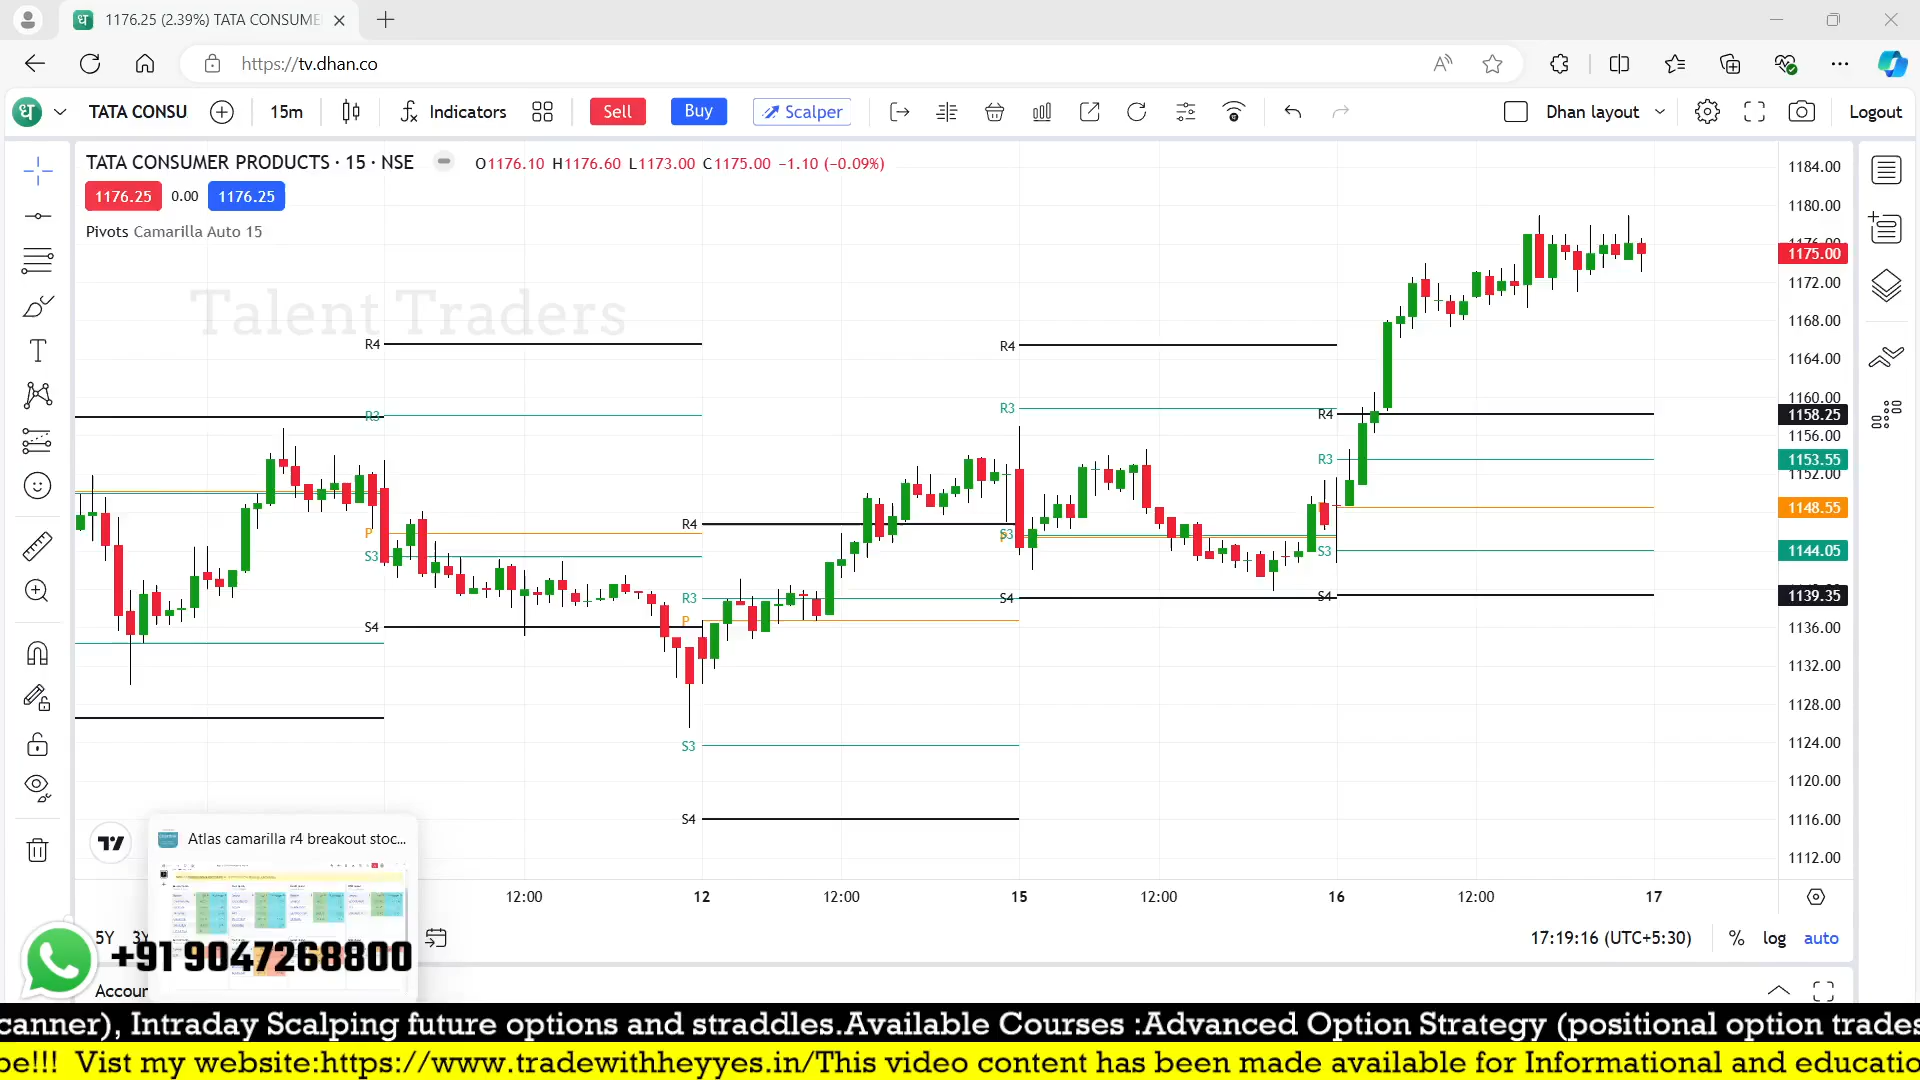 1176.25 (2.39%) TATA CONSUME
https://tv.dhan.co
TATA CONSU 15m Indicators Sell Buy Scalper Dhan layout Logout
TATA CONSUMER PRODUCTS · 15 · NSE O1176.10 H1176.60 L1173.00 C1175.00 −1.10 (−0.09%)
1176.25 0.00 1176.25
Pivots Camarilla Auto 15
Talent Traders
R4 R4 R4 R4
R3 R3 R3 R3
P P P
S3 S3 S3 S3
S4 S4 S4 S4
1184.00
1180.00
1176.00
1175.00
1172.00
1168.00
1164.00
1160.00
1158.25
1156.00
1153.55
1152.00
1148.55
1144.05
1139.35
1136.00
1132.00
1128.00
1124.00
1120.00
1116.00
1112.00
Atlas camarilla r4 breakout stoc...
12:00 12 12:00 15 12:00 16 12:00 17
5Y 3Y 17:19:16 (UTC+5:30) % log auto
+91 9047268800
Accour
canner), Intraday Scalping future options and straddles.Available Courses :Advanced Option Strategy (positional option trades
be!!! Vist my website:https://www.tradewithheyyes.in/This video content has been made available for Informational and educatio